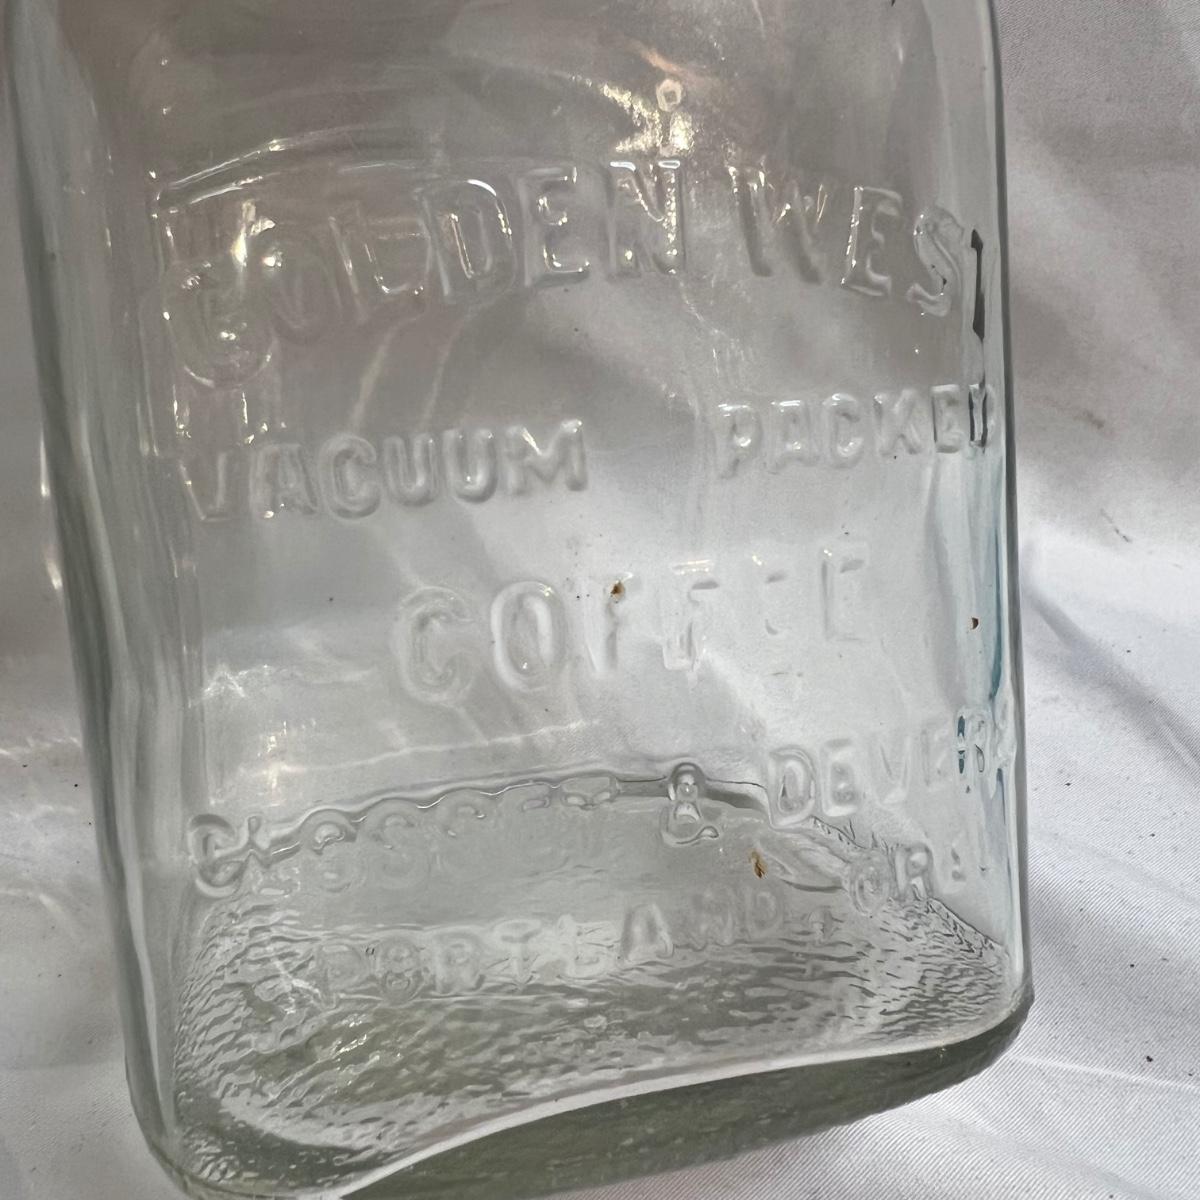 GOLDEN WEST
VACUUM PACKED
COFFEE
CLOSSET & DEVERS
PORTLAND, ORE.